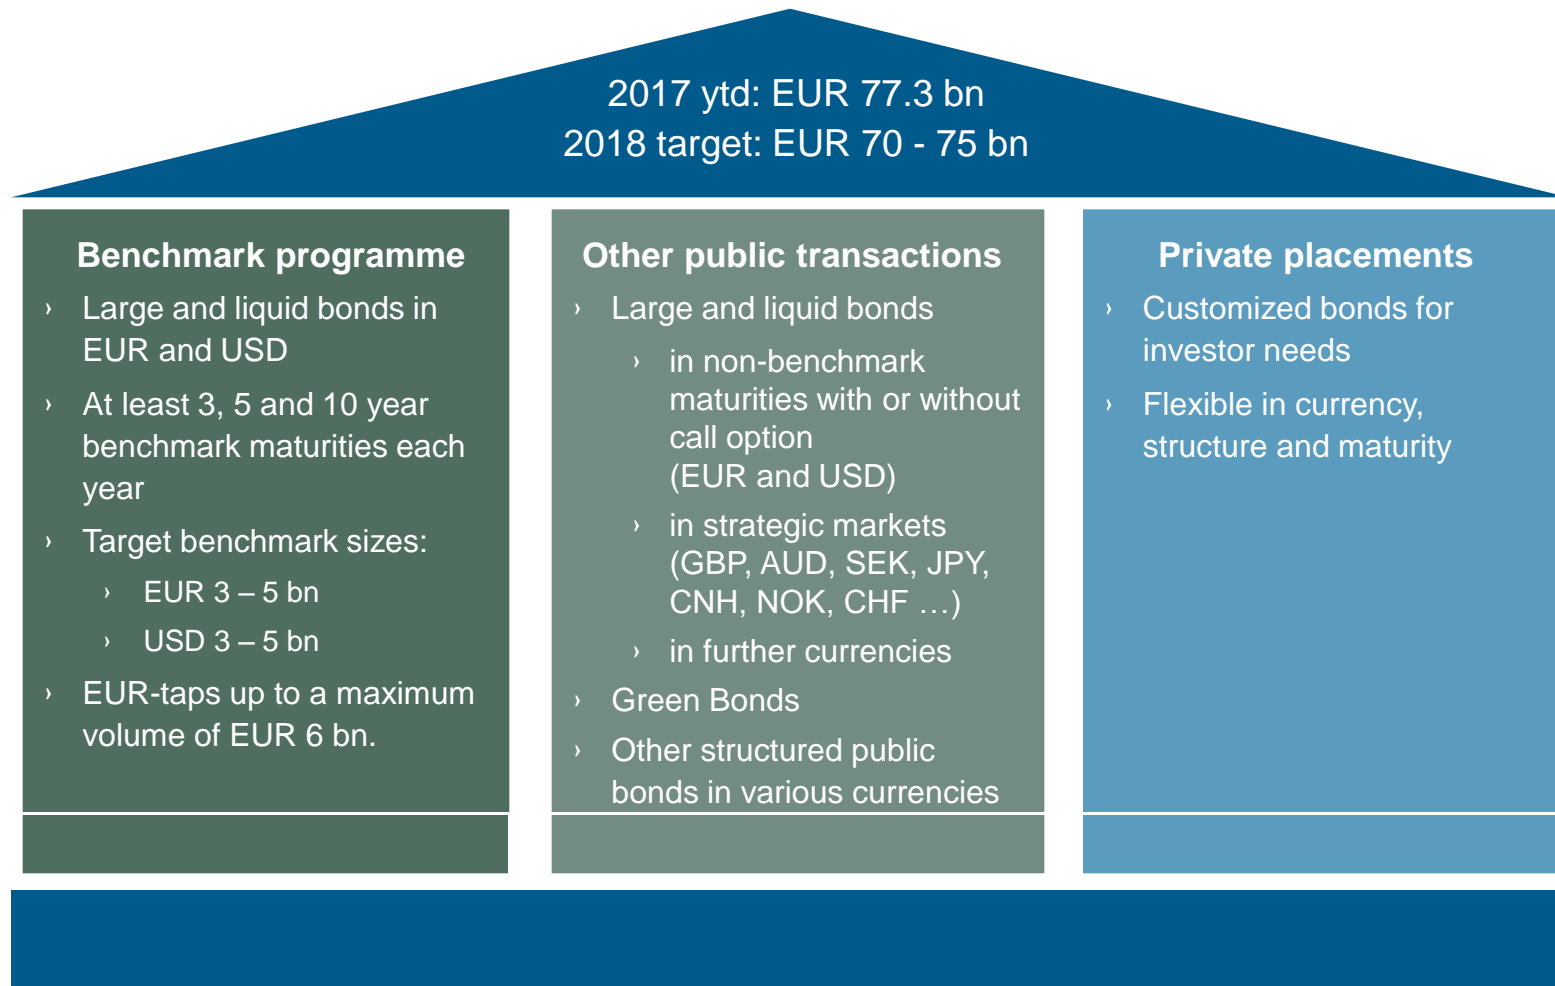 2017 ytd: EUR 77.3 bn
2018 target: EUR 70 - 75 bn
Benchmark programme
› Large and liquid bonds in
EUR and USD
› At least 3, 5 and 10 year
benchmark maturities each
year
› Target benchmark sizes:
› EUR 3 – 5 bn
› USD 3 – 5 bn
› EUR-taps up to a maximum
volume of EUR 6 bn.
Other public transactions
› Large and liquid bonds
› in non-benchmark
maturities with or without
call option
(EUR and USD)
› in strategic markets
(GBP, AUD, SEK, JPY,
CNH, NOK, CHF …)
› in further currencies
› Green Bonds
› Other structured public
bonds in various currencies
Private placements
› Customized bonds for
investor needs
› Flexible in currency,
structure and maturity